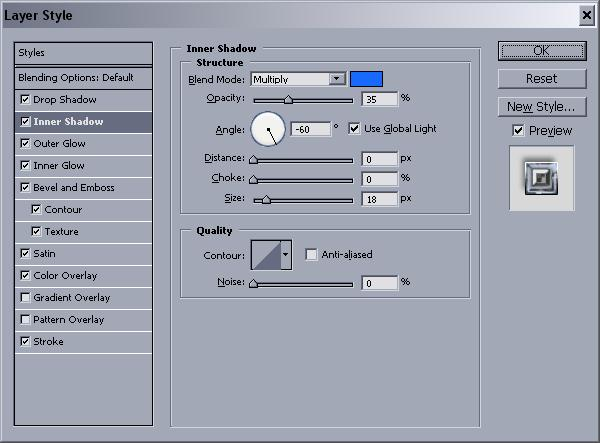 Layer Style
Styles
Blending Options: Default
Drop Shadow
Inner Shadow
Outer Glow
Inner Glow
Bevel and Emboss
Contour
Texture
Satin
Color Overlay
Gradient Overlay
Pattern Overlay
Stroke
Inner Shadow
Structure
Blend Mode: Multiply
Opacity: 35 %
Angle: -60 ° Use Global Light
Distance: 0 px
Choke: 0 %
Size: 18 px
Quality
Contour: Anti-aliased
Noise: 0 %
OK
Reset
New Style...
Preview